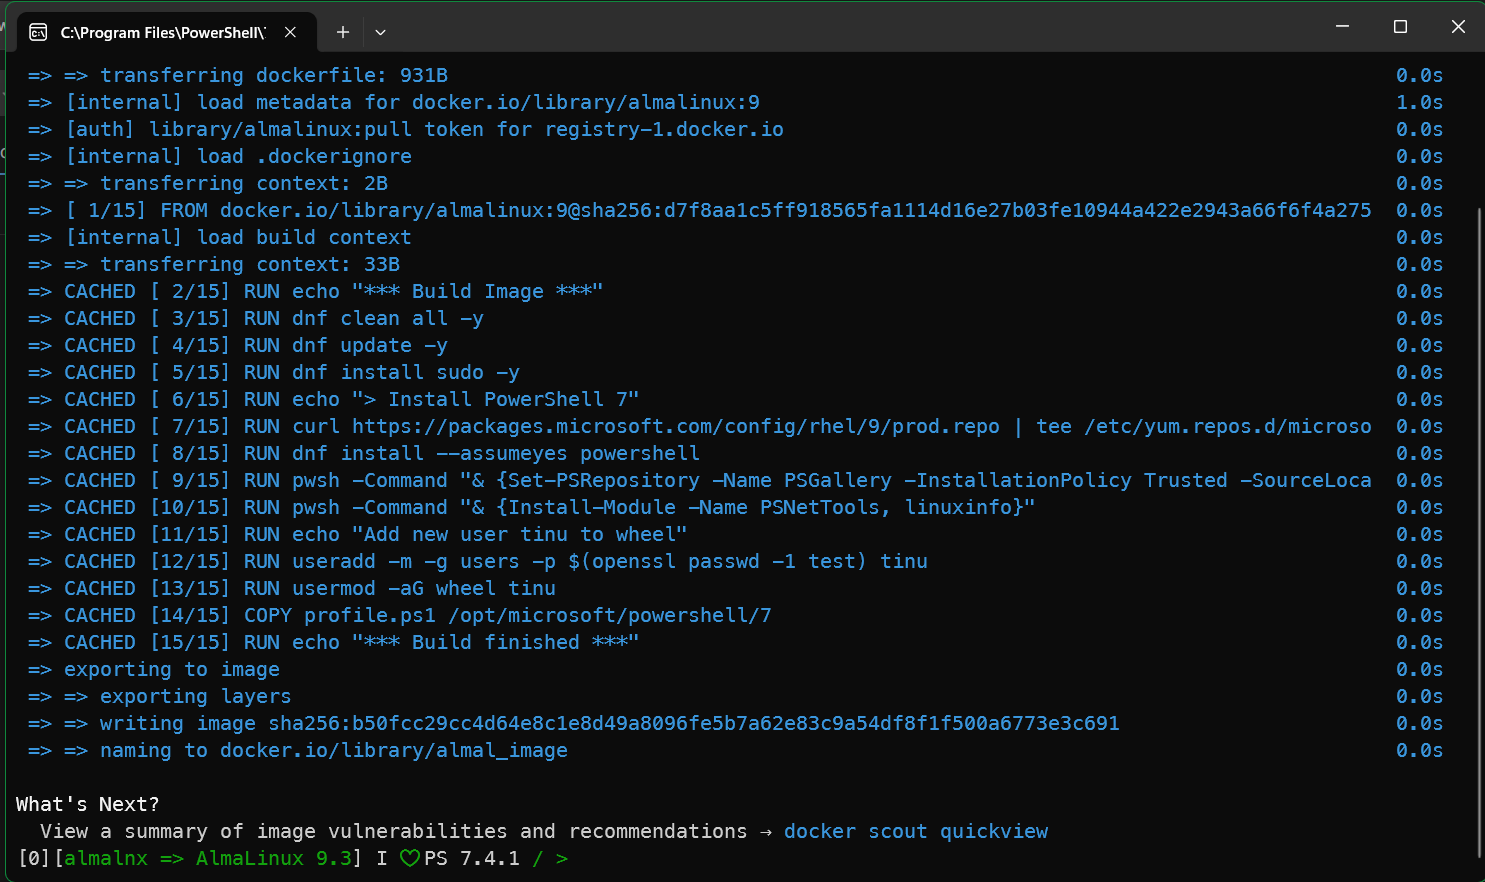 C:\Program Files\PowerShell\
=> => transferring dockerfile: 931B 0.0s
=> [internal] load metadata for docker.io/library/almalinux:9 1.0s
=> [auth] library/almalinux:pull token for registry-1.docker.io 0.0s
=> [internal] load .dockerignore 0.0s
=> => transferring context: 2B 0.0s
=> [ 1/15] FROM docker.io/library/almalinux:9@sha256:d7f8aa1c5ff918565fa1114d16e27b03fe10944a422e2943a66f6f4a275 0.0s
=> [internal] load build context 0.0s
=> => transferring context: 33B 0.0s
=> CACHED [ 2/15] RUN echo "*** Build Image ***" 0.0s
=> CACHED [ 3/15] RUN dnf clean all -y 0.0s
=> CACHED [ 4/15] RUN dnf update -y 0.0s
=> CACHED [ 5/15] RUN dnf install sudo -y 0.0s
=> CACHED [ 6/15] RUN echo "> Install PowerShell 7" 0.0s
=> CACHED [ 7/15] RUN curl https://packages.microsoft.com/config/rhel/9/prod.repo | tee /etc/yum.repos.d/microso 0.0s
=> CACHED [ 8/15] RUN dnf install --assumeyes powershell 0.0s
=> CACHED [ 9/15] RUN pwsh -Command "& {Set-PSRepository -Name PSGallery -InstallationPolicy Trusted -SourceLoca 0.0s
=> CACHED [10/15] RUN pwsh -Command "& {Install-Module -Name PSNetTools, linuxinfo}" 0.0s
=> CACHED [11/15] RUN echo "Add new user tinu to wheel" 0.0s
=> CACHED [12/15] RUN useradd -m -g users -p $(openssl passwd -1 test) tinu 0.0s
=> CACHED [13/15] RUN usermod -aG wheel tinu 0.0s
=> CACHED [14/15] COPY profile.ps1 /opt/microsoft/powershell/7 0.0s
=> CACHED [15/15] RUN echo "*** Build finished ***" 0.0s
=> exporting to image 0.0s
=> => exporting layers 0.0s
=> => writing image sha256:b50fcc29cc4d64e8c1e8d49a8096fe5b7a62e83c9a54df8f1f500a6773e3c691 0.0s
=> => naming to docker.io/library/almal_image 0.0s
What's Next?
View a summary of image vulnerabilities and recommendations → docker scout quickview
[0][almalnx => AlmaLinux 9.3] I ♡PS 7.4.1 / >